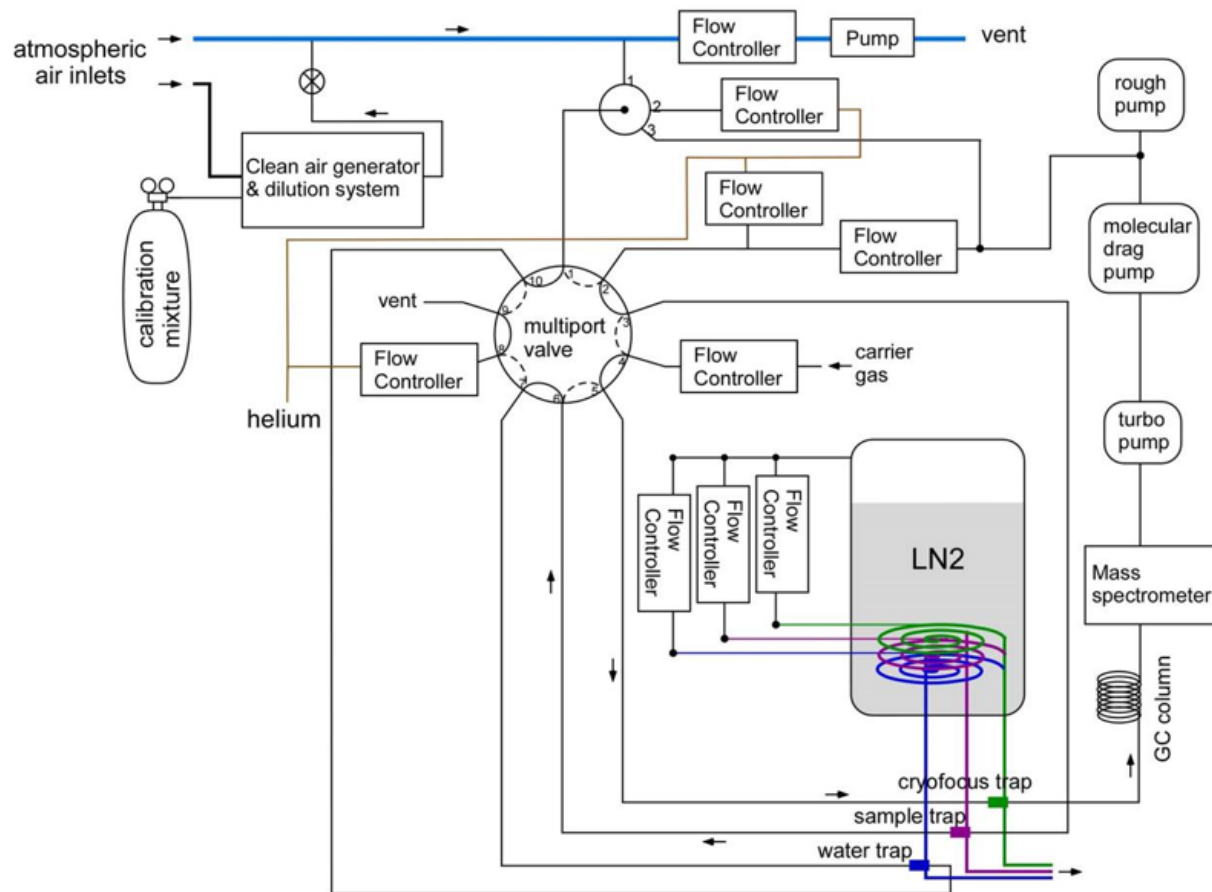 atmospheric
air inlets
Flow
Controller
Pump
vent
1
2
3
Flow
Controller
rough
pump
Clean air generator
& dilution system
calibration
mixture
Flow
Controller
Flow
Controller
molecular
drag
pump
vent
10
1
2
3
4
5
6
7
8
9
multiport
valve
Flow
Controller
Flow
Controller
carrier
gas
helium
turbo
pump
Flow
Controller
Flow
Controller
Flow
Controller
LN2
Mass
spectrometer
GC column
cryofocus trap
sample trap
water trap